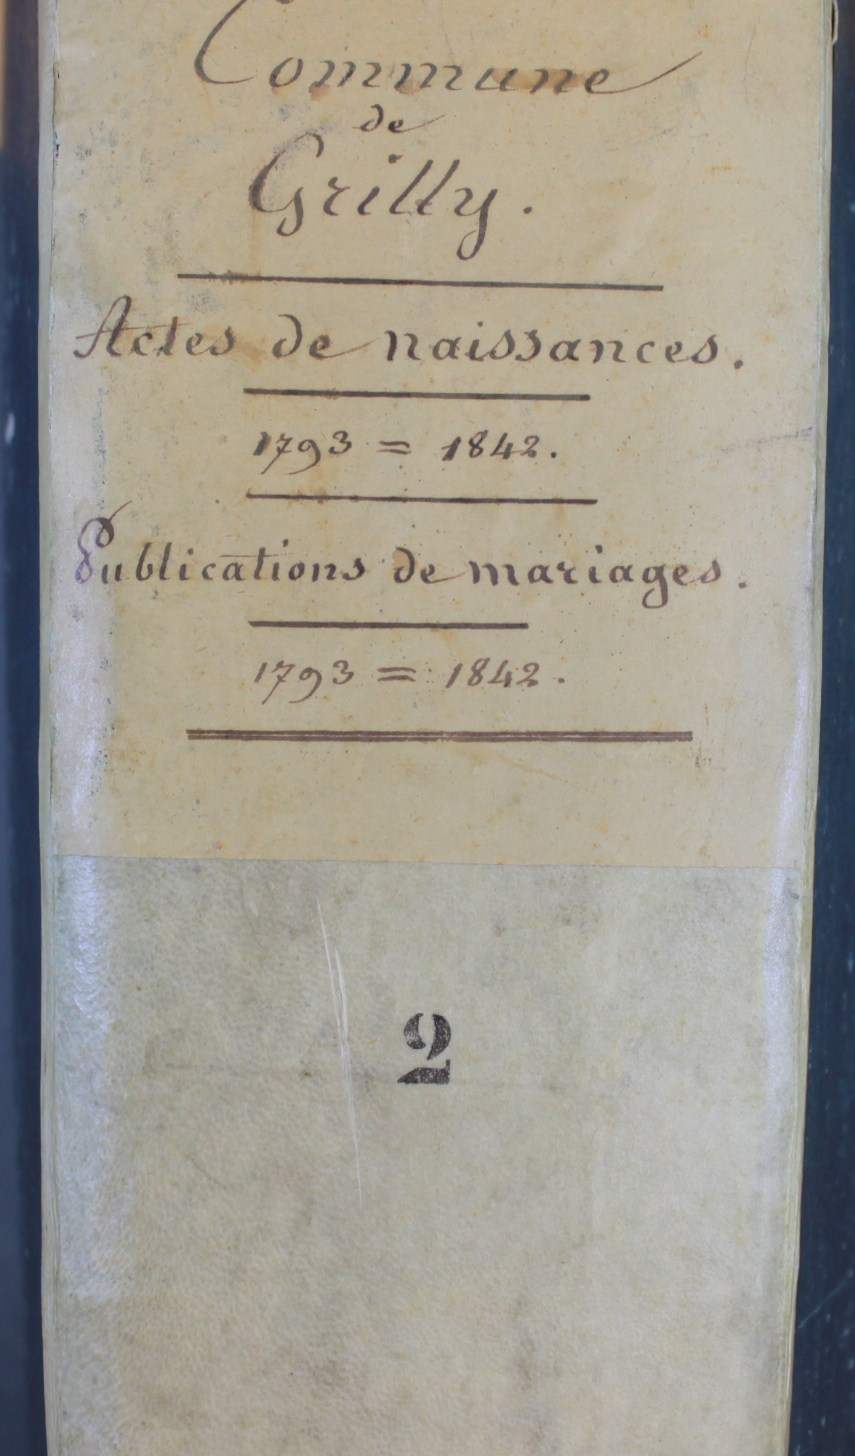 Commune
de
Grilly.
Actes de naissances.
1793 = 1842.
Publications de mariages.
1793 = 1842.
2